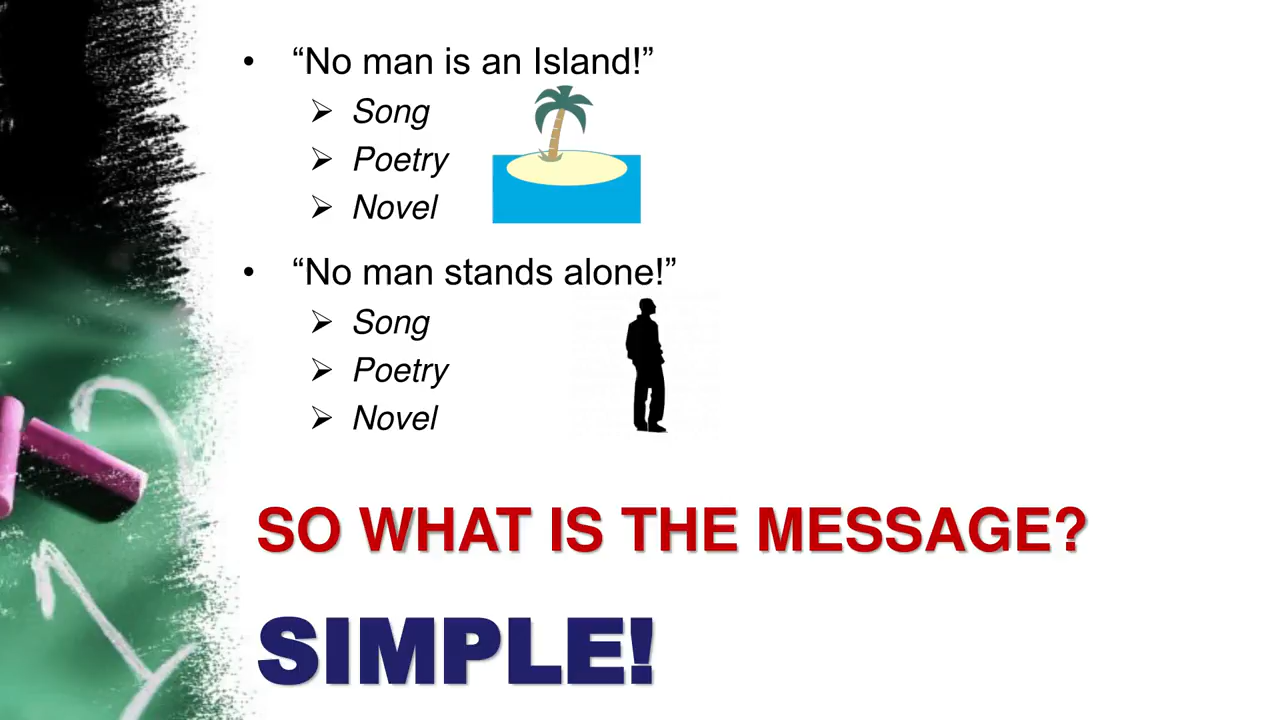 • “No man is an Island!”
➢ Song
➢ Poetry
➢ Novel
• “No man stands alone!”
➢ Song
➢ Poetry
➢ Novel
SO WHAT IS THE MESSAGE?
SIMPLE!